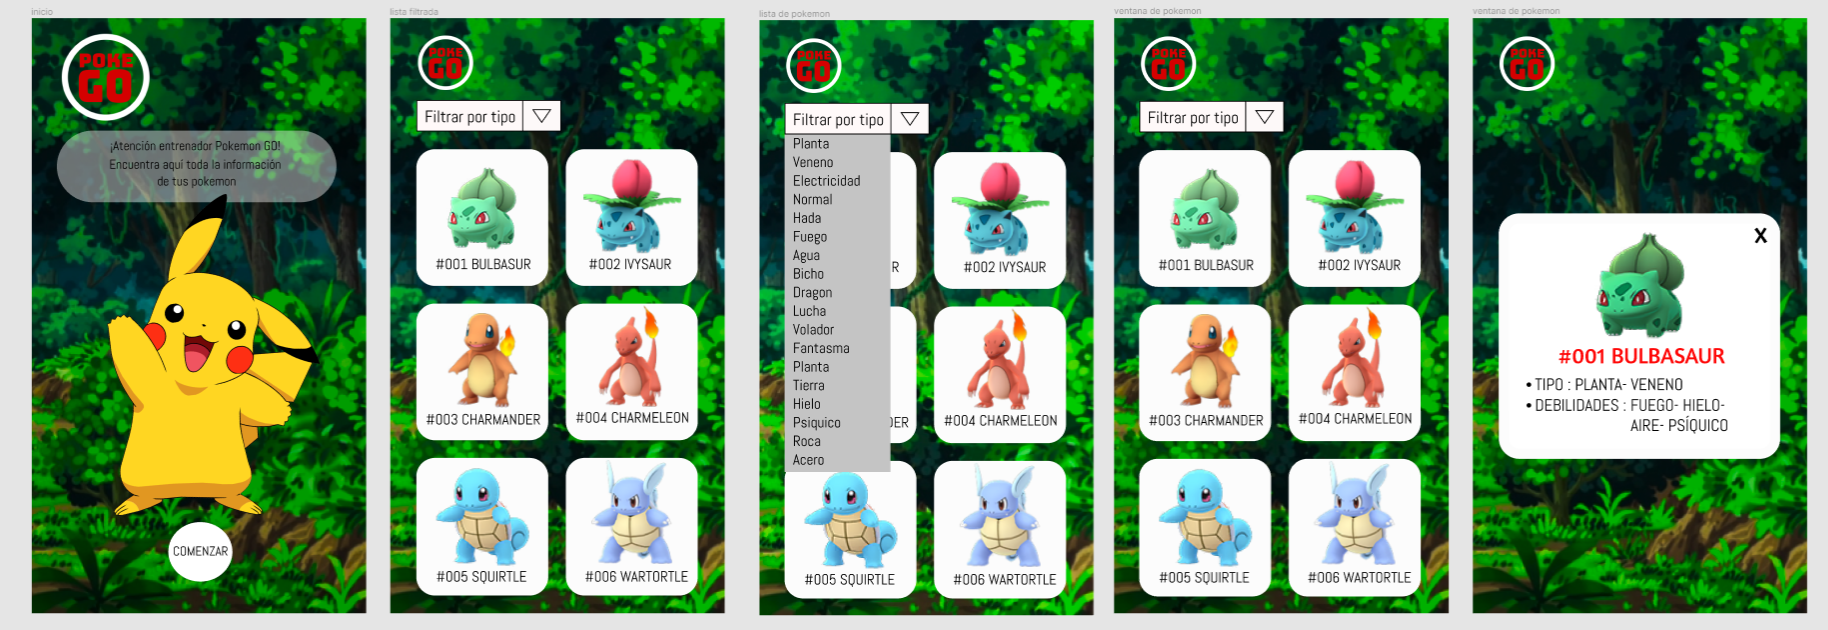 inicio
POKE
GO
¡Atención entrenador Pokemon GO!
Encuentra aquí toda la información
de tus pokemon
COMENZAR
lista filtrada
POKE
GO
Filtrar por tipo
#001 BULBASUR
#002 IVYSAUR
#003 CHARMANDER
#004 CHARMELEON
#005 SQUIRTLE
#006 WARTORTLE
lista de pokemon
POKE
GO
Filtrar por tipo
Planta
Veneno
Electricidad
Normal
Hada
Fuego
Agua
Bicho
Dragon
Lucha
Volador
Fantasma
Planta
Tierra
Hielo
Psiquico
Roca
Acero
R
#002 IVYSAUR
DER
#004 CHARMELEON
#005 SQUIRTLE
#006 WARTORTLE
ventana de pokemon
POKE
GO
Filtrar por tipo
#001 BULBASUR
#002 IVYSAUR
#003 CHARMANDER
#004 CHARMELEON
#005 SQUIRTLE
#006 WARTORTLE
ventana de pokemon
POKE
GO
X
#001 BULBASAUR
• TIPO : PLANTA- VENENO
• DEBILIDADES : FUEGO- HIELO-
AIRE- PSÍQUICO